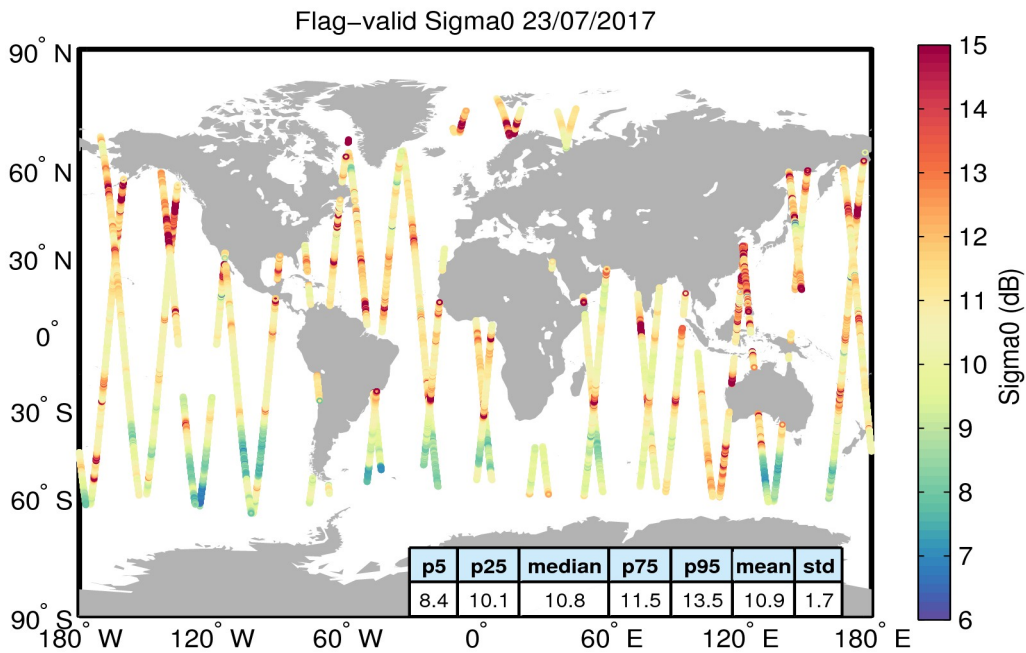 Flag−valid Sigma0 23/07/2017
90° N
60° N
30° N
0°
30° S
60° S
90° S
180° W
120° W
60° W
0°
60° E
120° E
180° E
p5 p25 median p75 p95 mean std
8.4 10.1 10.8 11.5 13.5 10.9 1.7
15
14
13
12
11
10
9
8
7
6
Sigma0 (dB)